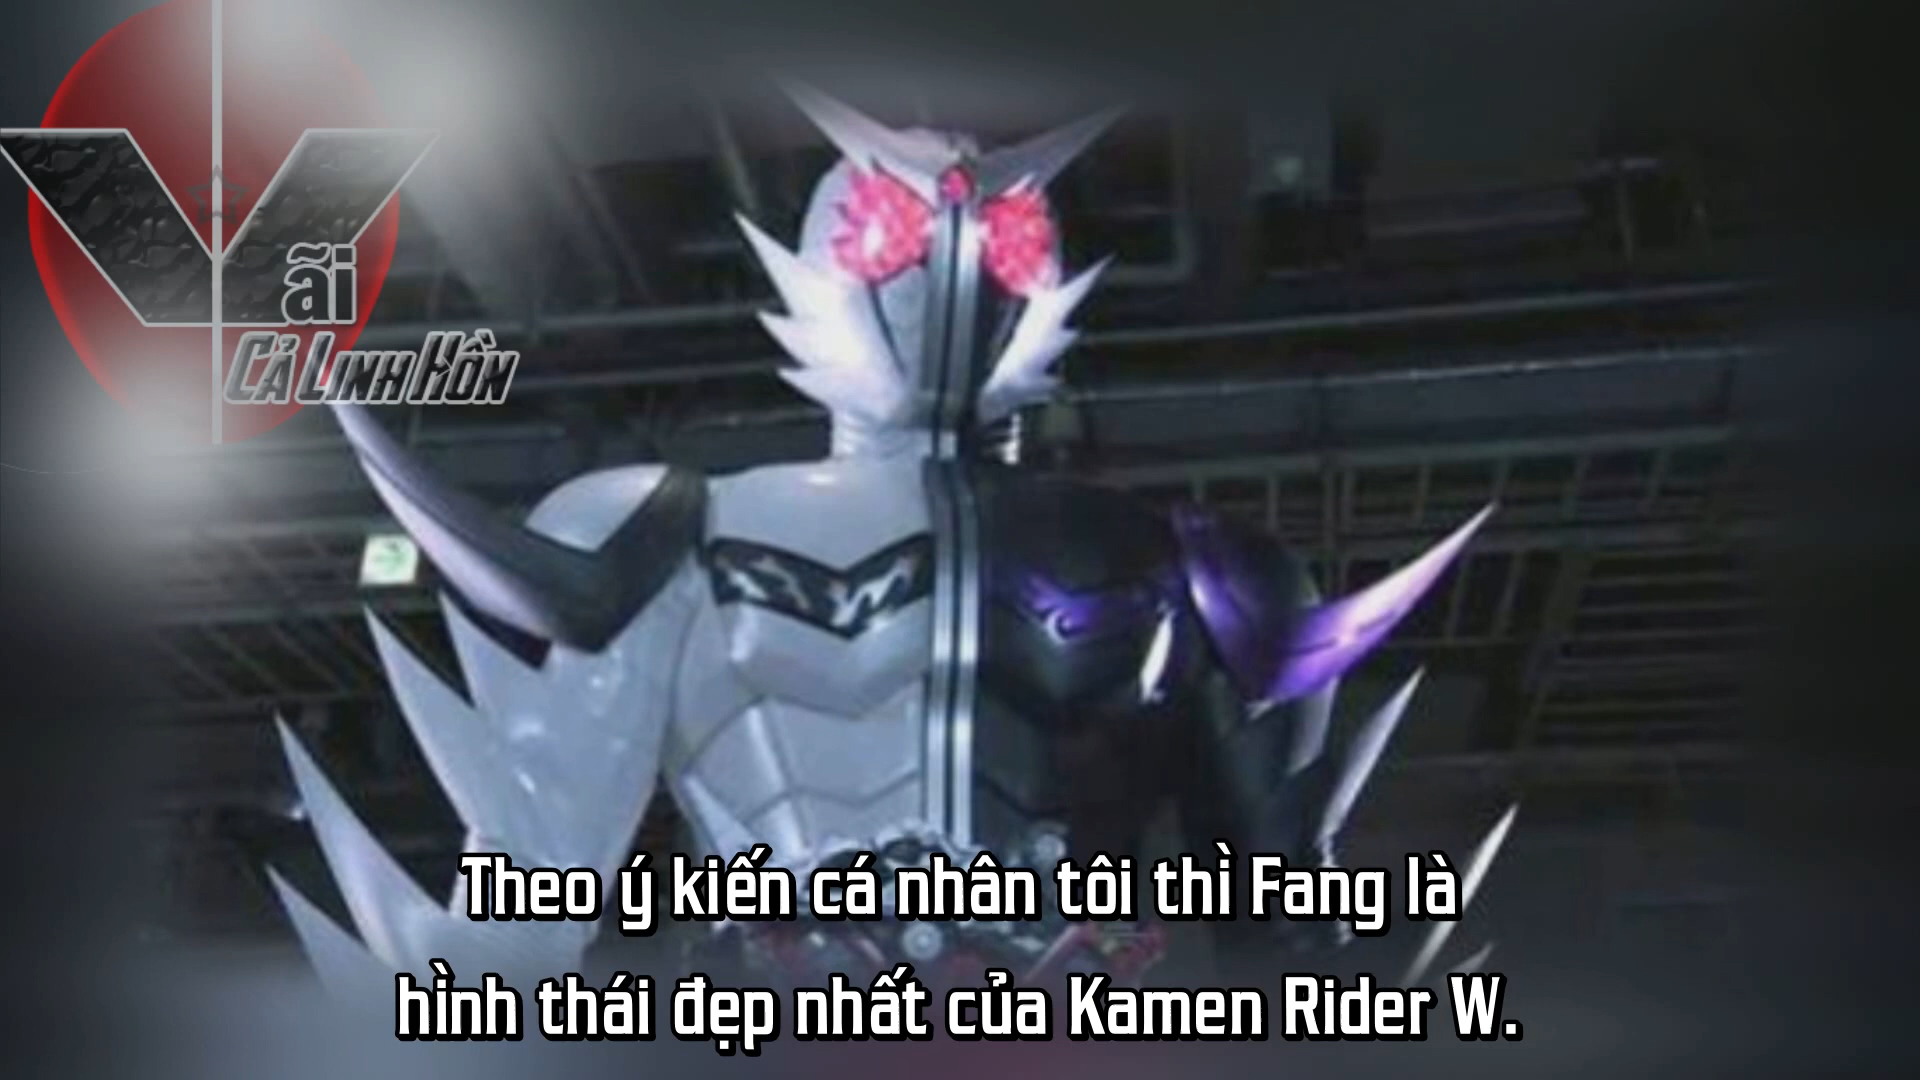 Vãi
Cả Linh Hồn
Theo ý kiến cá nhân tôi thì Fang là
hình thái đẹp nhất của Kamen Rider W.